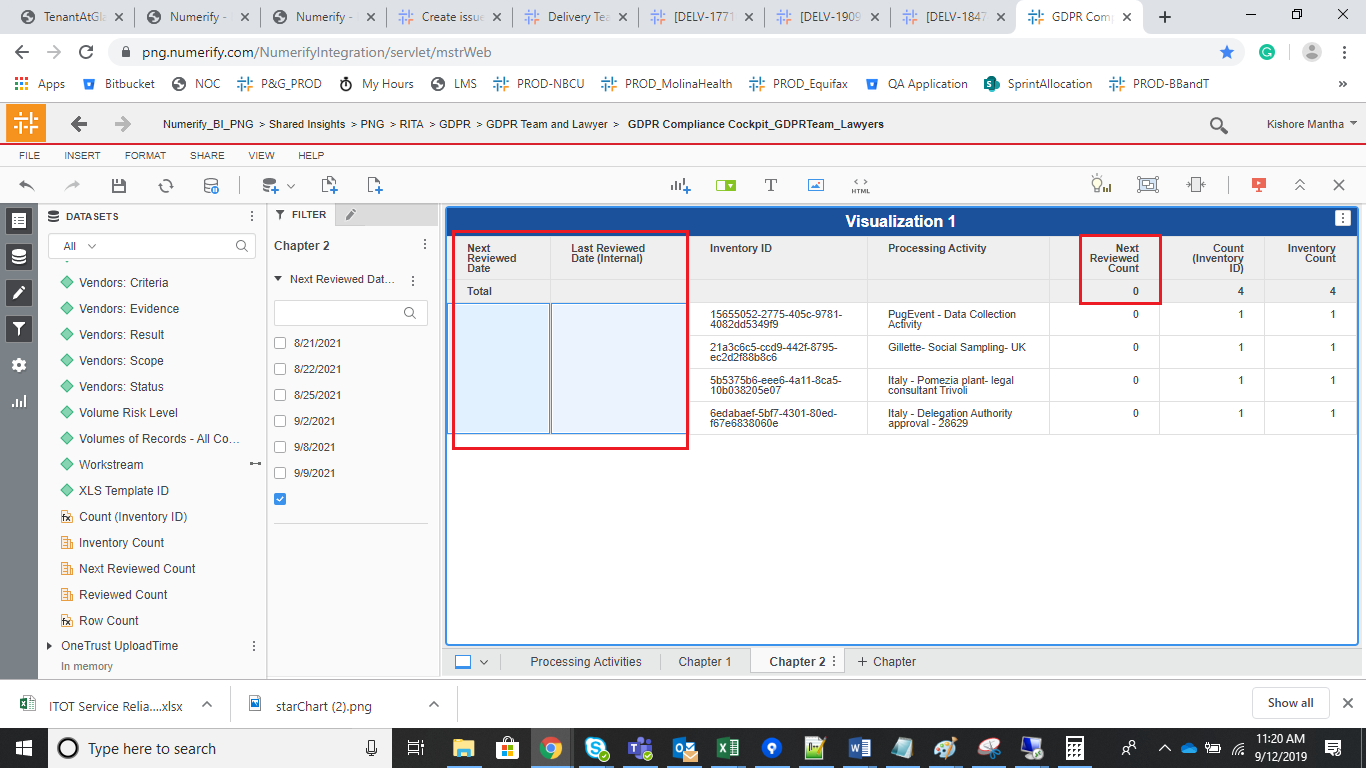 TenantAtGla
Numerify -
Numerify -
Create issue
Delivery Tea
[DELV-1771
[DELV-1909
[DELV-1847
GDPR Comp
png.numerify.com/NumerifyIntegration/servlet/mstrWeb
Apps
Bitbucket
NOC
P&G_PROD
My Hours
LMS
PROD-NBCU
PROD_MolinaHealth
PROD_Equifax
QA Application
SprintAllocation
PROD-BBandT
»
Numerify_BI_PNG > Shared Insights > PNG > RITA > GDPR > GDPR Team and Lawyer > GDPR Compliance Cockpit_GDPRTeam_Lawyers
Kishore Mantha
FILE INSERT FORMAT SHARE VIEW HELP
HTML
DATASETS
All
Vendors: Criteria
Vendors: Evidence
Vendors: Result
Vendors: Scope
Vendors: Status
Volume Risk Level
Volumes of Records - All Co...
Workstream
XLS Template ID
fx Count (Inventory ID)
Inventory Count
Next Reviewed Count
Reviewed Count
fx Row Count
OneTrust UploadTime
In memory
FILTER
Chapter 2
Next Reviewed Dat...
8/21/2021
8/22/2021
8/25/2021
9/2/2021
9/8/2021
9/9/2021
Visualization 1
Next
Reviewed
Date
Last Reviewed
Date (Internal)
Inventory ID
Processing Activity
Next
Reviewed
Count
Count
(Inventory
ID)
Inventory
Count
Total 0 4 4
15655052-2775-405c-9781-
4082dd5349f9
PugEvent - Data Collection
Activity
0 1 1
21a3c6c5-ccd9-442f-8795-
ec2d2f88b8c6
Gillette- Social Sampling- UK
0 1 1
5b5375b6-eee6-4a11-8ca5-
10b038205e07
Italy - Pomezia plant- legal
consultant Trivoli
0 1 1
6edabaef-5bf7-4301-80ed-
f67e6838060e
Italy - Delegation Authority
approval - 28629
0 1 1
Processing Activities
Chapter 1
Chapter 2
+ Chapter
ITOT Service Relia....xlsx
starChart (2).png
Show all
Type here to search
11:20 AM
9/12/2019